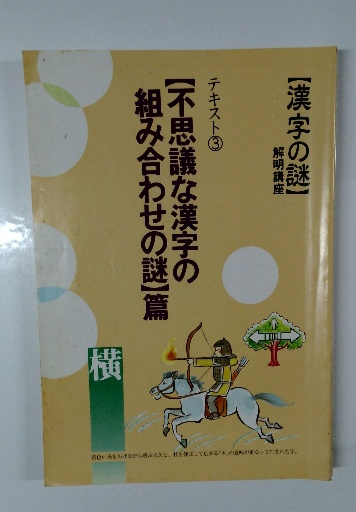 【漢字の謎】
解明講座
テキスト③
【不思議な漢字の
組み合わせの謎】篇
横